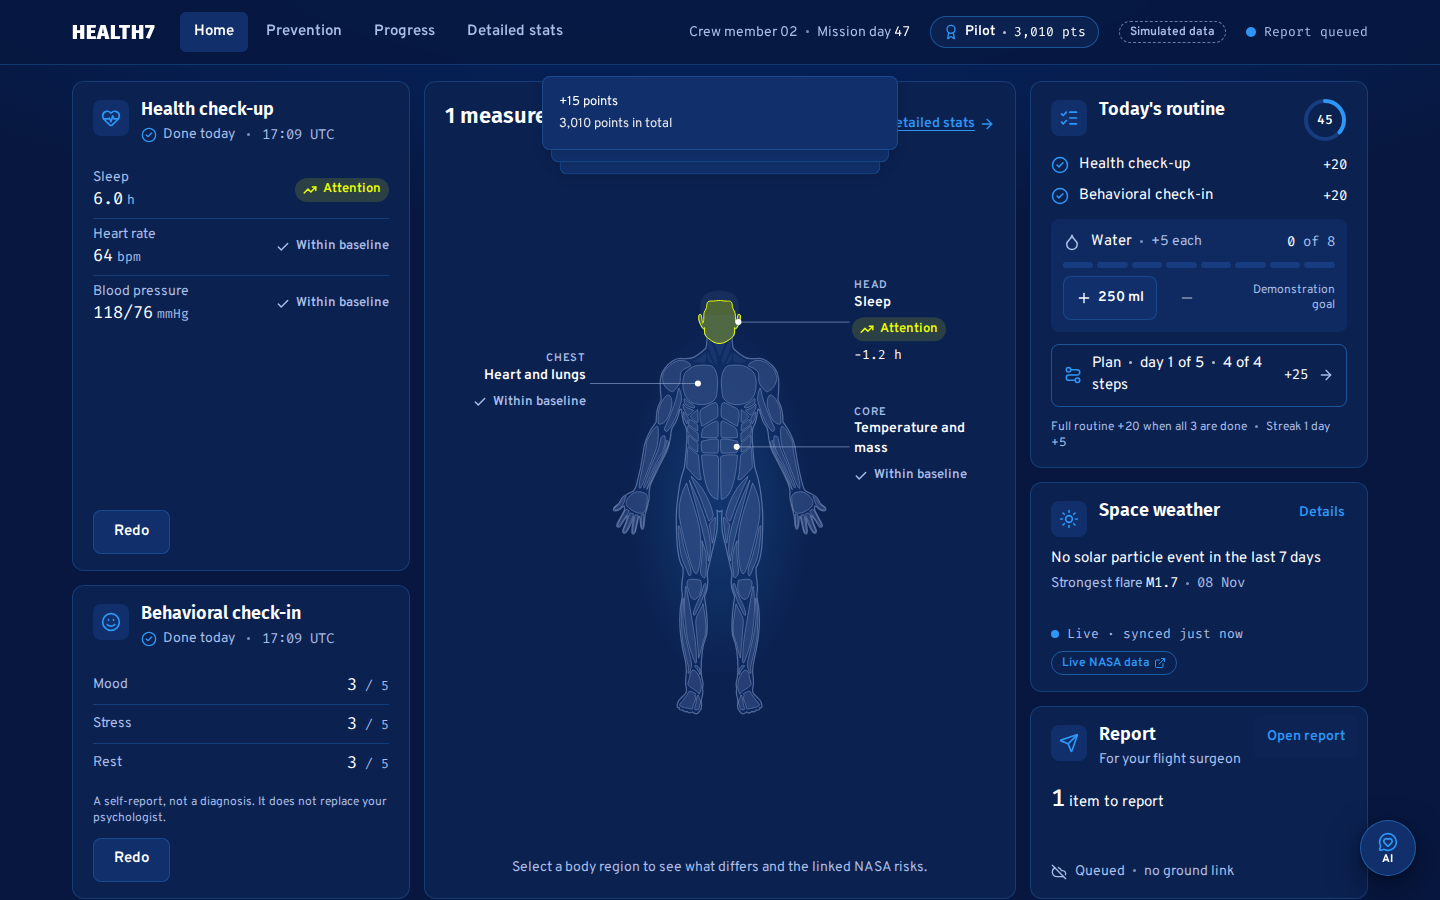 HEALTH7
Home
Prevention
Progress
Detailed stats
Crew member 02 • Mission day 47
Pilot • 3,010 pts
Simulated data
Report queued
Health check-up
Done today • 17:09 UTC
Sleep
6.0 h
Attention
Heart rate
64 bpm
Within baseline
Blood pressure
118/76 mmHg
Within baseline
Redo
Behavioral check-in
Done today • 17:09 UTC
Mood
3 / 5
Stress
3 / 5
Rest
3 / 5
A self-report, not a diagnosis. It does not replace your
psychologist.
Redo
1 measure
+15 points
3,010 points in total
etailed stats
HEAD
Sleep
Attention
-1.2 h
CHEST
Heart and lungs
Within baseline
CORE
Temperature and
mass
Within baseline
Select a body region to see what differs and the linked NASA risks.
Today's routine
45
Health check-up
+20
Behavioral check-in
+20
Water • +5 each
0 of 8
+ 250 ml
−
Demonstration
goal
Plan • day 1 of 5 • 4 of 4
steps
+25
Full routine +20 when all 3 are done • Streak 1 day
+5
Space weather
Details
No solar particle event in the last 7 days
Strongest flare M1.7 • 08 Nov
Live · synced just now
Live NASA data
Report
For your flight surgeon
Open report
1 item to report
Queued • no ground link
AI